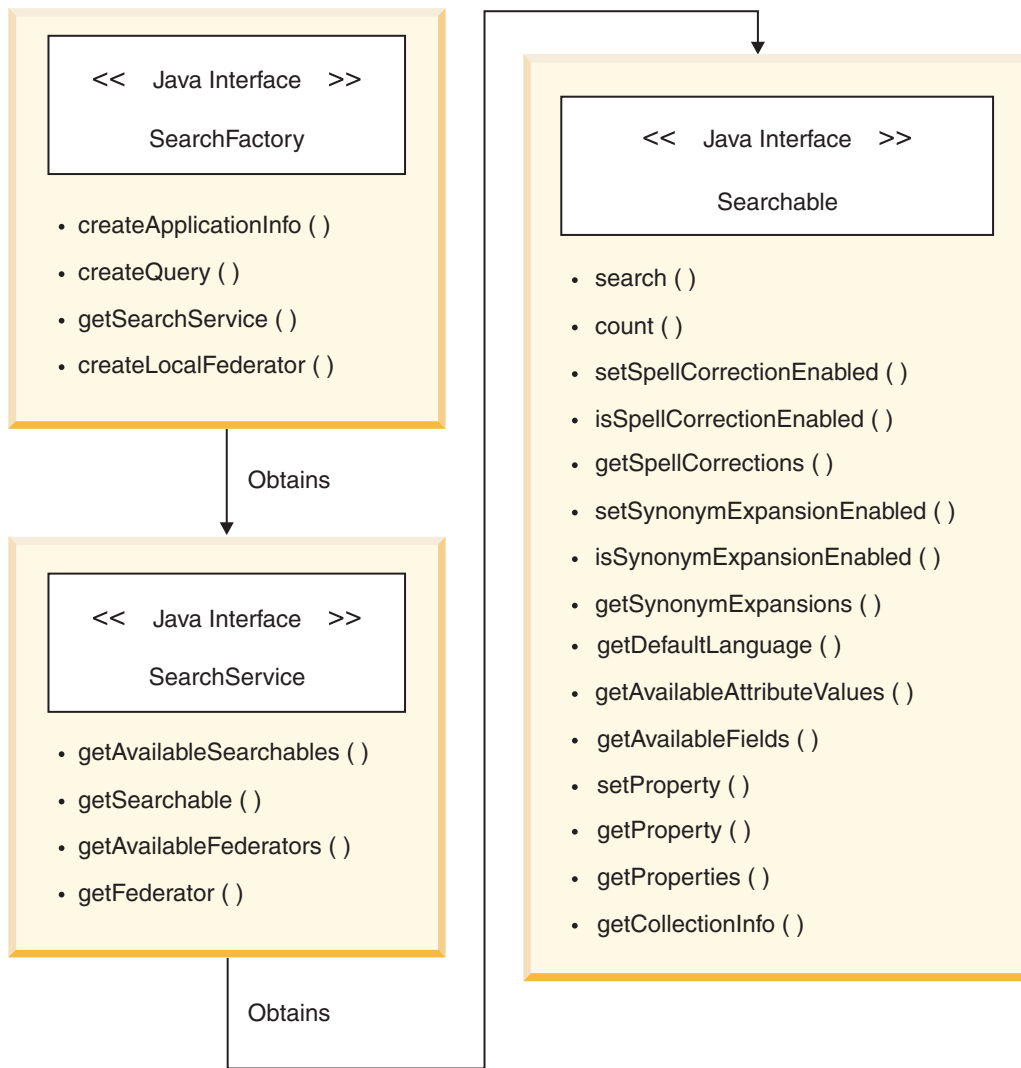 << Java Interface >>
SearchFactory
• createApplicationInfo ( )
• createQuery ( )
• getSearchService ( )
• createLocalFederator ( )
Obtains
<< Java Interface >>
SearchService
• getAvailableSearchables ( )
• getSearchable ( )
• getAvailableFederators ( )
• getFederator ( )
Obtains
<< Java Interface >>
Searchable
• search ( )
• count ( )
• setSpellCorrectionEnabled ( )
• isSpellCorrectionEnabled ( )
• getSpellCorrections ( )
• setSynonymExpansionEnabled ( )
• isSynonymExpansionEnabled ( )
• getSynonymExpansions ( )
• getDefaultLanguage ( )
• getAvailableAttributeValues ( )
• getAvailableFields ( )
• setProperty ( )
• getProperty ( )
• getProperties ( )
• getCollectionInfo ( )